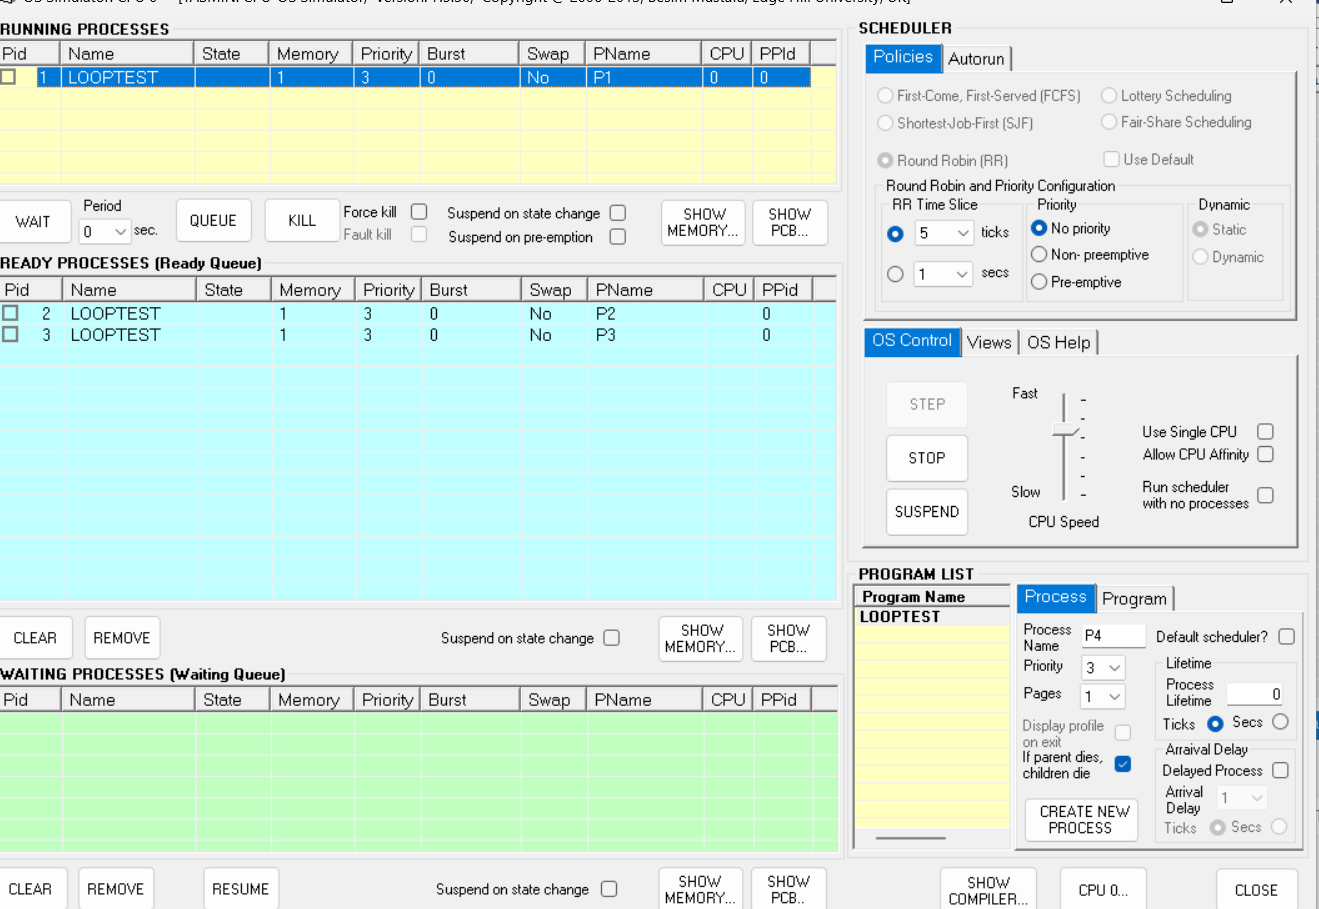 RUNNING PROCESSES
Pid Name State Memory Priority Burst Swap PName CPU PPId
1 LOOPTEST 1 3 0 No P1 0 0
WAIT
Period
0 sec.
QUEUE
KILL
Force kill
Fault kill
Suspend on state change
Suspend on pre-emption
SHOW
MEMORY...
SHOW
PCB...
READY PROCESSES (Ready Queue)
Pid Name State Memory Priority Burst Swap PName CPU PPid
2 LOOPTEST 1 3 0 No P2 0
3 LOOPTEST 1 3 0 No P3 0
CLEAR
REMOVE
Suspend on state change
SHOW
MEMORY...
SHOW
PCB...
WAITING PROCESSES (Waiting Queue)
Pid Name State Memory Priority Burst Swap PName CPU PPid
CLEAR
REMOVE
RESUME
Suspend on state change
SHOW
MEMORY...
SHOW
PCB..
SCHEDULER
Policies Autorun
First-Come, First-Served (FCFS)
Lottery Scheduling
Shortest-Job-First (SJF)
Fair-Share Scheduling
Round Robin (RR)
Use Default
Round Robin and Priority Configuration
RR Time Slice
5 ticks
1 secs
Priority
No priority
Non- preemptive
Pre-emptive
Dynamic
Static
Dynamic
OS Control Views OS Help
STEP
STOP
SUSPEND
Fast
Slow
CPU Speed
Use Single CPU
Allow CPU Affinity
Run scheduler
with no processes
PROGRAM LIST
Program Name
LOOPTEST
Process Program
Process
Name P4
Priority 3
Pages 1
Display profile
on exit
If parent dies,
children die
CREATE NEW
PROCESS
Default scheduler?
Lifetime
Process
Lifetime 0
Ticks Secs
Arraival Delay
Delayed Process
Arrival
Delay 1
Ticks Secs
SHOW
COMPILER...
CPU 0...
CLOSE